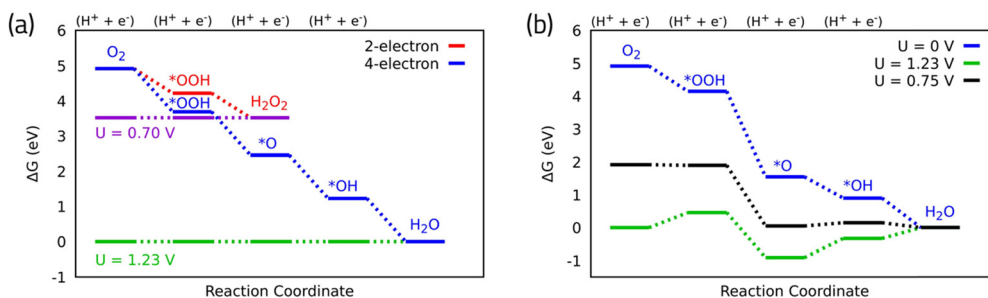 (a)
(H⁺ + e⁻) (H⁺ + e⁻) (H⁺ + e⁻) (H⁺ + e⁻)
6
5
4
3
2
1
0
-1
ΔG (eV)
O₂
2-electron
4-electron
*OOH
*OOH
H₂O₂
U = 0.70 V
*O
*OH
H₂O
U = 1.23 V
Reaction Coordinate
(b)
(H⁺ + e⁻) (H⁺ + e⁻) (H⁺ + e⁻) (H⁺ + e⁻)
6
5
4
3
2
1
0
-1
ΔG (eV)
O₂
U = 0 V
U = 1.23 V
U = 0.75 V
*OOH
*O
*OH
H₂O
Reaction Coordinate